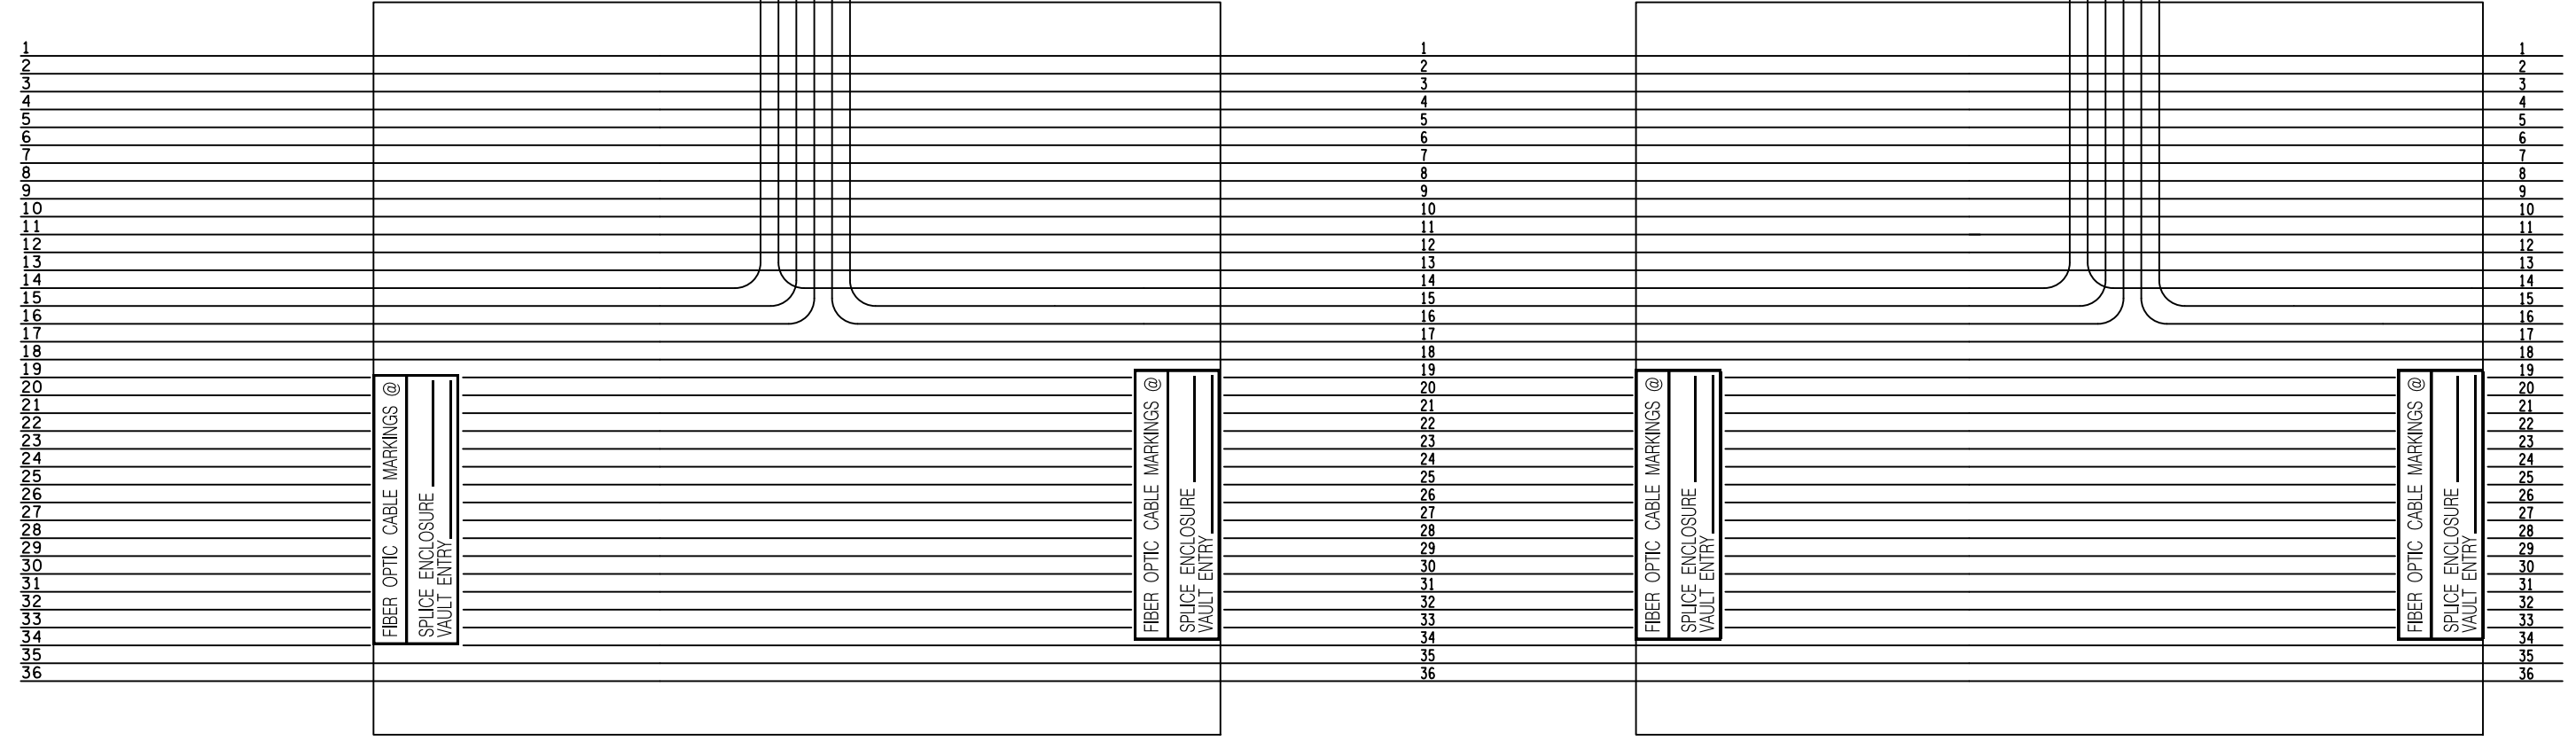 1 1 1
2 2 2
3 3 3
4 4 4
5 5 5
6 6 6
7 7 7
8 8 8
9 9 9
10 10 10
11 11 11
12 12 12
13 13 13
14 14 14
15 15 15
16 16 16
17 17 17
18 18 18
19 19 19
20 20 20
21 21 21
22 22 22
23 23 23
24 24 24
25 25 25
26 26 26
27 27 27
28 28 28
29 29 29
30 30 30
31 31 31
32 32 32
33 33 33
34 34 34
35 35 35
36 36 36
FIBER OPTIC CABLE MARKINGS @
SPLICE ENCLOSURE
VAULT ENTRY
FIBER OPTIC CABLE MARKINGS @
SPLICE ENCLOSURE
VAULT ENTRY
FIBER OPTIC CABLE MARKINGS @
SPLICE ENCLOSURE
VAULT ENTRY
FIBER OPTIC CABLE MARKINGS @
SPLICE ENCLOSURE
VAULT ENTRY